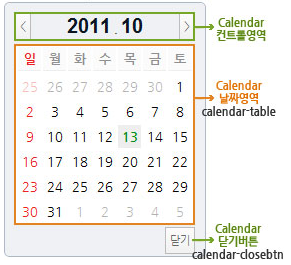 2011.10
Calendar
컨트롤영역
일 월 화 수 목 금 토
25 26 27 28 29 30 1
2 3 4 5 6 7 8
9 10 11 12 13 14 15
16 17 18 19 20 21 22
23 24 25 26 27 28 29
30 31 1 2 3 4 5
Calendar
날짜영역
calendar-table
닫기
Calendar
닫기버튼
calendar-closebtn